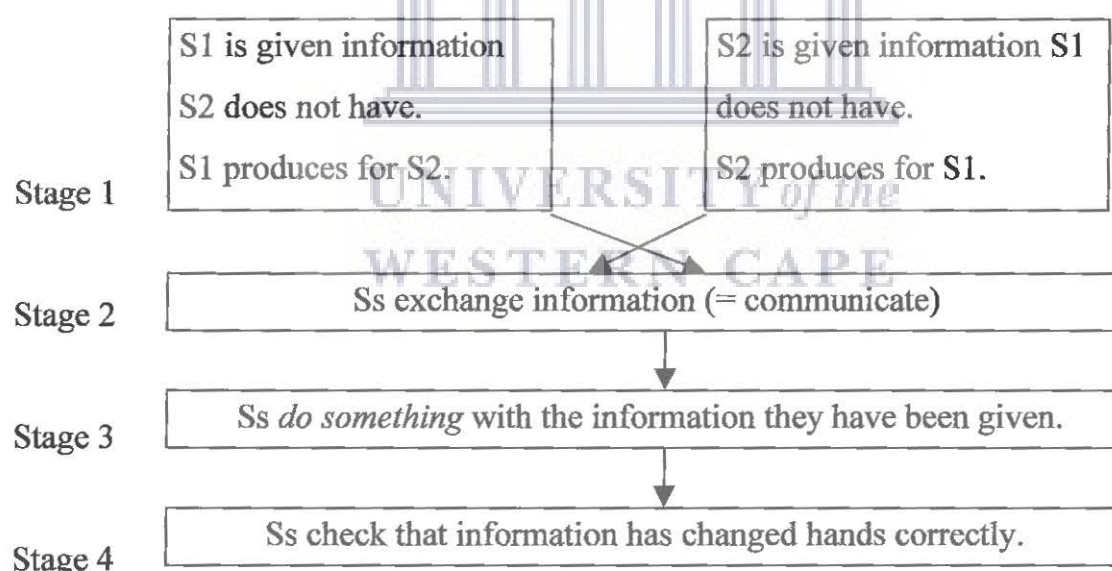 S1 is given information
S2 does not have.
S1 produces for S2.
S2 is given information S1
does not have.
S2 produces for S1.
Stage 1
UNIVERSITY of the
WESTERN CAPE
Stage 2
Ss exchange information (= communicate)
Stage 3
Ss do something with the information they have been given.
Stage 4
Ss check that information has changed hands correctly.